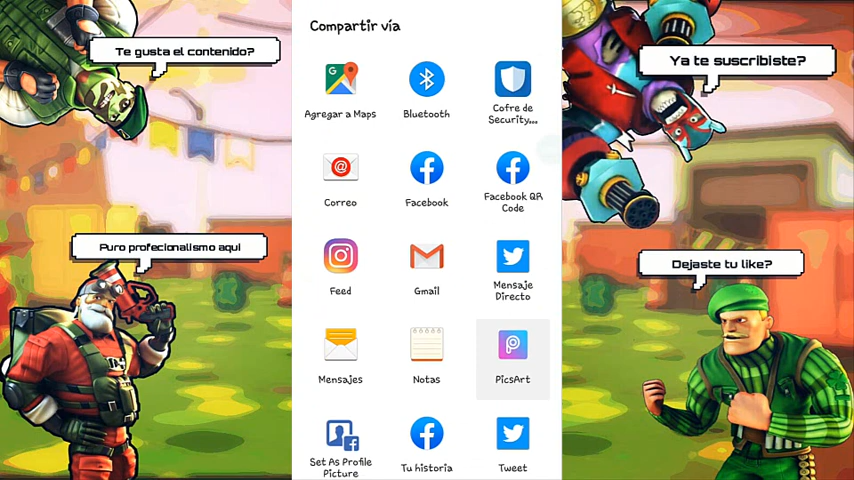 Te gusta el contenido?
Puro profecionalismo aqui
Compartir vía
Agregar a Maps
Bluetooth
Cofre de
Security...
Correo
Facebook
Facebook QR
Code
Feed
Gmail
Mensaje
Directo
Mensajes
Notas
PicsArt
Set As Profile
Picture
Tu historia
Tweet
Ya te suscribiste?
Dejaste tu like?